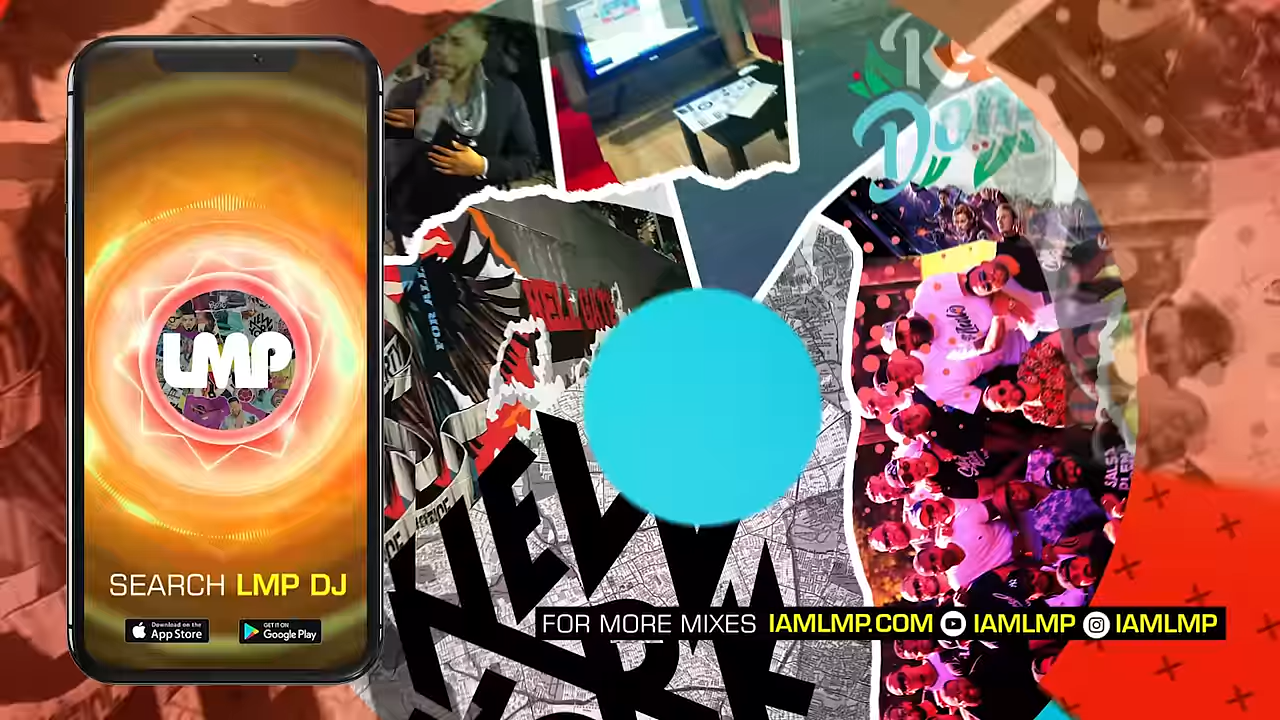 LMP
SEARCH LMP DJ
Download on the
App Store
GET IT ON
Google Play
HELL GATE
NEW
YORK
FOR MORE MIXES IAMLMP.COM IAMLMP IAMLMP